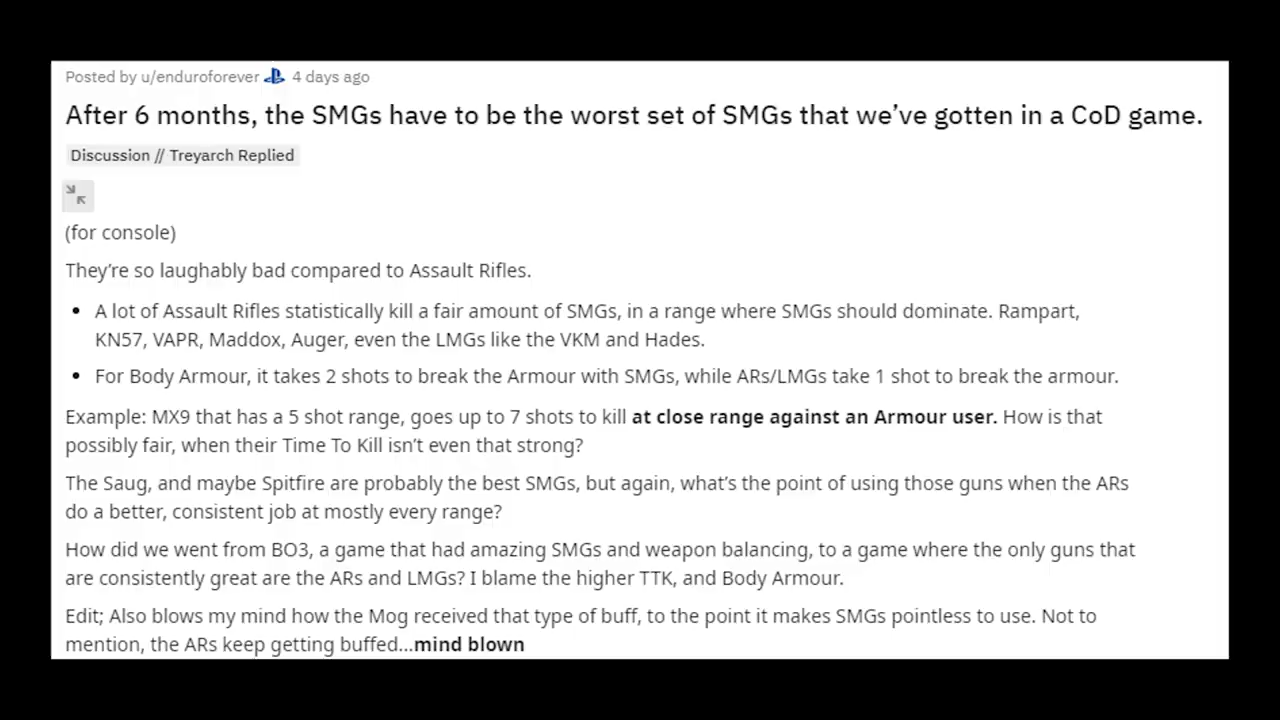 Posted by u/enduroforever 4 days ago
After 6 months, the SMGs have to be the worst set of SMGs that we've gotten in a CoD game.
Discussion // Treyarch Replied
(for console)
They're so laughably bad compared to Assault Rifles.
• A lot of Assault Rifles statistically kill a fair amount of SMGs, in a range where SMGs should dominate. Rampart,
KN57, VAPR, Maddox, Auger, even the LMGs like the VKM and Hades.
• For Body Armour, it takes 2 shots to break the Armour with SMGs, while ARs/LMGs take 1 shot to break the armour.
Example: MX9 that has a 5 shot range, goes up to 7 shots to kill at close range against an Armour user. How is that
possibly fair, when their Time To Kill isn't even that strong?
The Saug, and maybe Spitfire are probably the best SMGs, but again, what's the point of using those guns when the ARs
do a better, consistent job at mostly every range?
How did we went from BO3, a game that had amazing SMGs and weapon balancing, to a game where the only guns that
are consistently great are the ARs and LMGs? I blame the higher TTK, and Body Armour.
Edit; Also blows my mind how the Mog received that type of buff, to the point it makes SMGs pointless to use. Not to
mention, the ARs keep getting buffed...mind blown